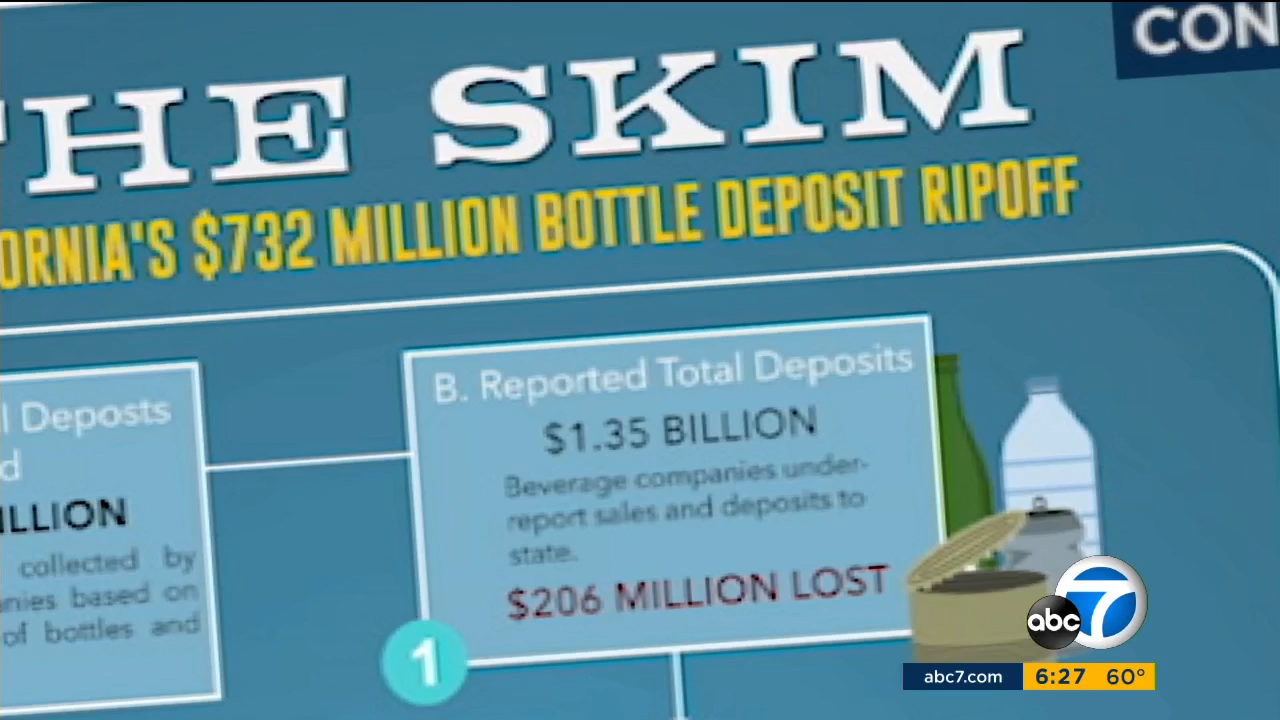 CON
THE SKIM
ORNIA'S $732 MILLION BOTTLE DEPOSIT RIPOFF
l Deposts
d
ILLION
collected by
nies based on
of bottles and
B. Reported Total Deposits
$1.35 BILLION
Beverage companies under-
report sales and deposits to
state.
$206 MILLION LOST
1
abc 7
abc7.com 6:27 60°